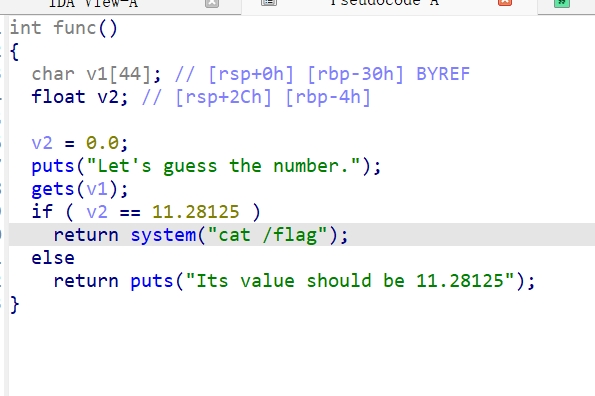 IDA View-A Pseudocode A
int func()
{
char v1[44]; // [rsp+0h] [rbp-30h] BYREF
float v2; // [rsp+2Ch] [rbp-4h]
v2 = 0.0;
puts("Let's guess the number.");
gets(v1);
if ( v2 == 11.28125 )
return system("cat /flag");
else
return puts("Its value should be 11.28125");
}